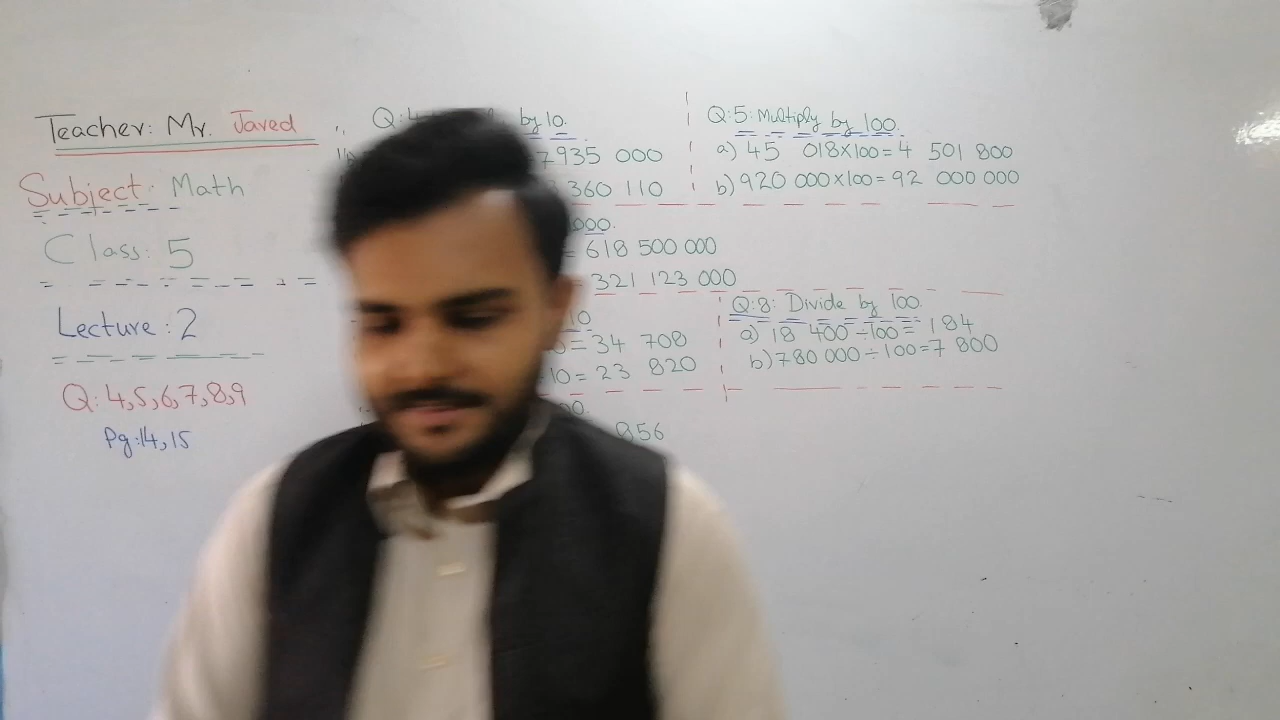 Teacher: Mr. Javed
Subject: Math
Class: 5
Lecture: 2
Q: 4,5,6,7,8,9
Pg: 14, 15
Q: 4 by 10.
7935 000
360 110
Q:5: Multiply by 100.
a) 45 018×100= 4 501 800
b) 920 000×100= 92 000 000
000.
= 618 500 000
= 321 123 000
10
= 34 708
10 = 23 820
Q:8: Divide by 100.
a) 18 400 ÷100= 184
b) 780 000 ÷ 100=7 800
00.
856